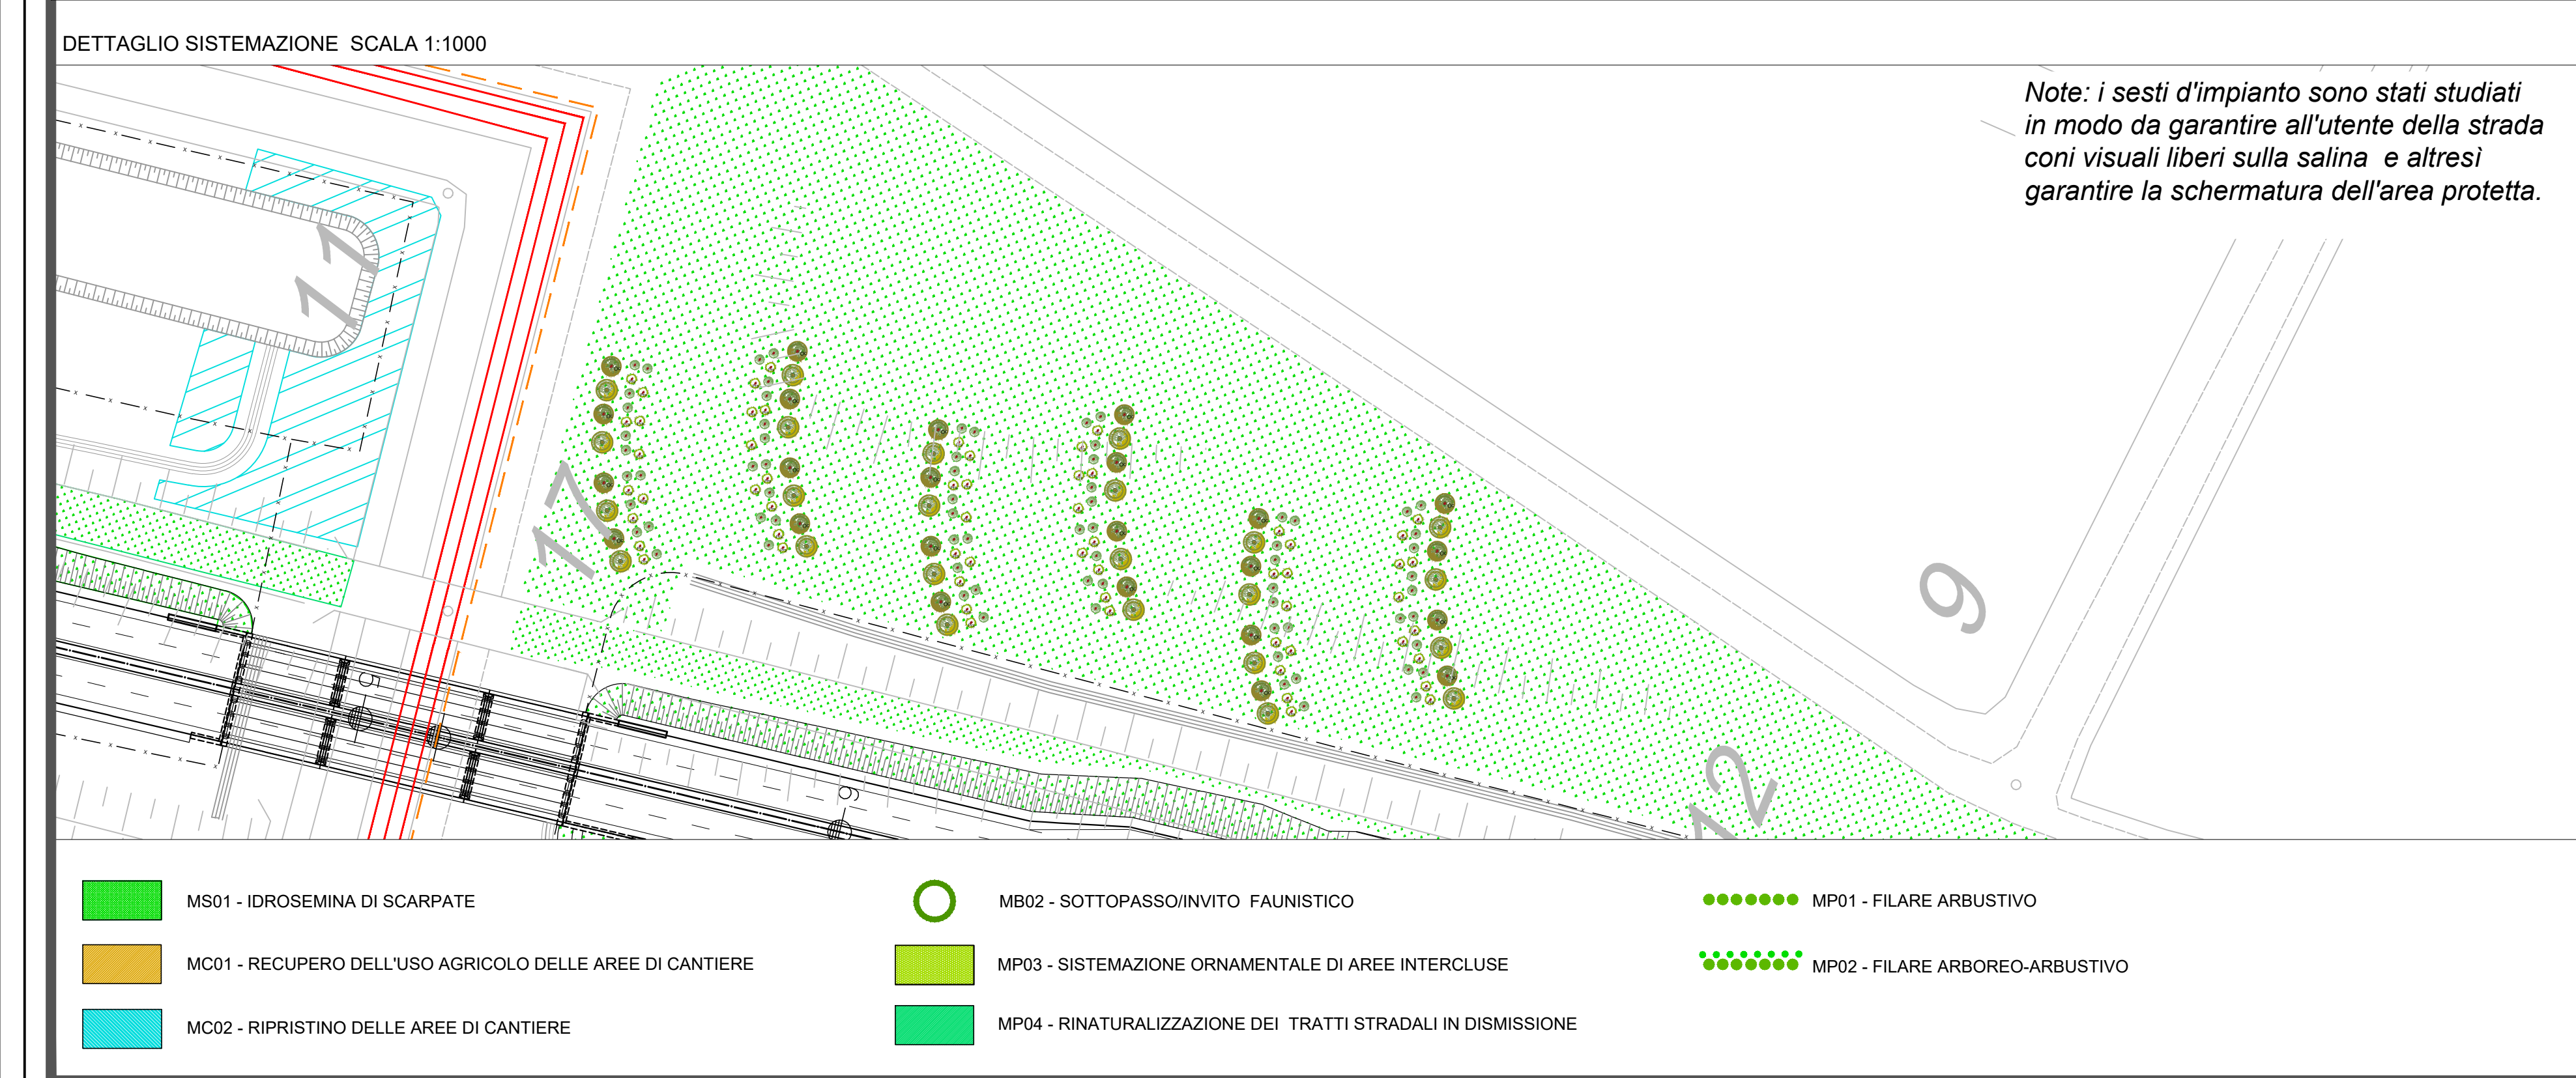 DETTAGLIO SISTEMAZIONE  SCALA 1:1000
Note: i sesti d'impianto sono stati studiati
in modo da garantire all'utente della strada
coni visuali liberi sulla salina  e altresì
garantire la schermatura dell'area protetta.
11
17
9
12
5
6
MS01 - IDROSEMINA DI SCARPATE
MC01 - RECUPERO DELL'USO AGRICOLO DELLE AREE DI CANTIERE
MC02 - RIPRISTINO DELLE AREE DI CANTIERE
MB02 - SOTTOPASSO/INVITO  FAUNISTICO
MP03 - SISTEMAZIONE ORNAMENTALE DI AREE INTERCLUSE
MP04 - RINATURALIZZAZIONE DEI  TRATTI STRADALI IN DISMISSIONE
MP01 - FILARE ARBUSTIVO
MP02 - FILARE ARBOREO-ARBUSTIVO